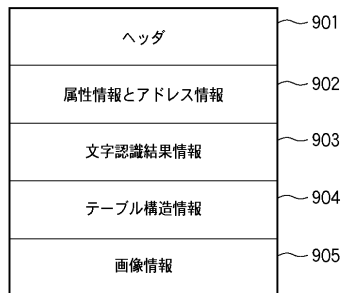 ヘッダ 901
属性情報とアドレス情報 902
文字認識結果情報 903
テーブル構造情報 904
画像情報 905